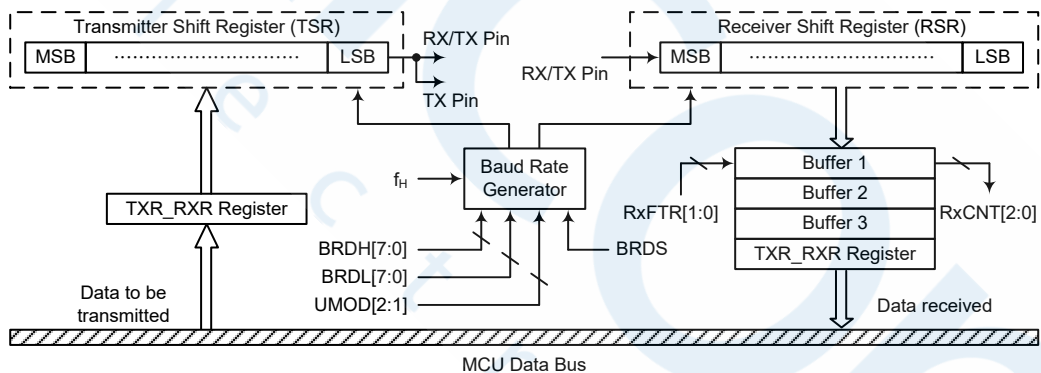 Transmitter Shift Register (TSR)
MSB
LSB
RX/TX Pin
TX Pin
Receiver Shift Register (RSR)
RX/TX Pin
MSB
LSB
TXR_RXR Register
Data to be
transmitted
fH
Baud Rate
Generator
BRDH[7:0]
BRDL[7:0]
UMOD[2:1]
BRDS
RxFTR[1:0]
Buffer 1
Buffer 2
Buffer 3
TXR_RXR Register
RxCNT[2:0]
Data received
MCU Data Bus